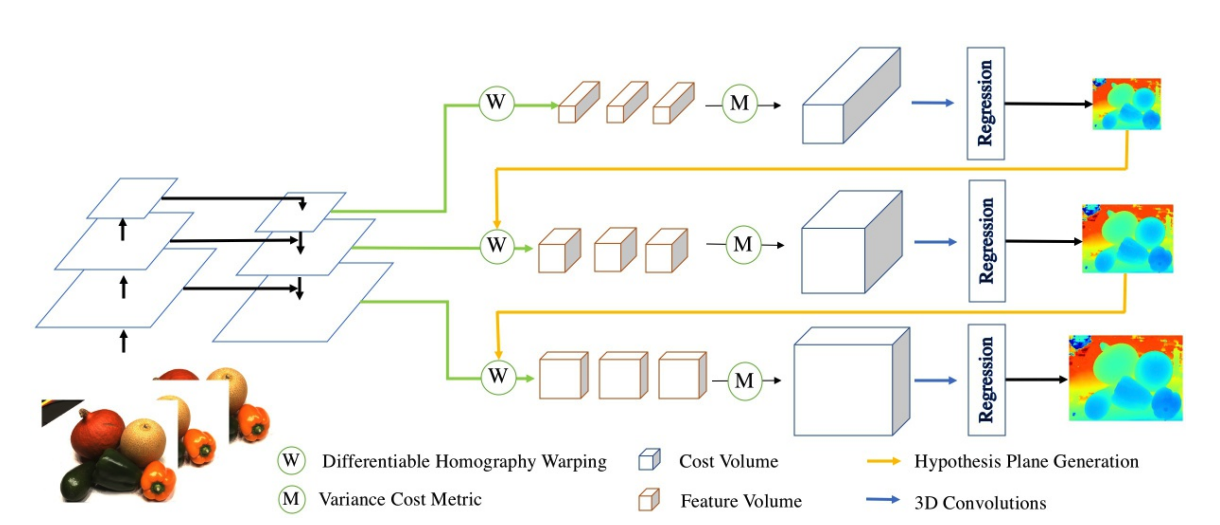 W
M
Regression
W
M
Regression
W
M
Regression
W Differentiable Homography Warping
Cost Volume
Hypothesis Plane Generation
M Variance Cost Metric
Feature Volume
3D Convolutions